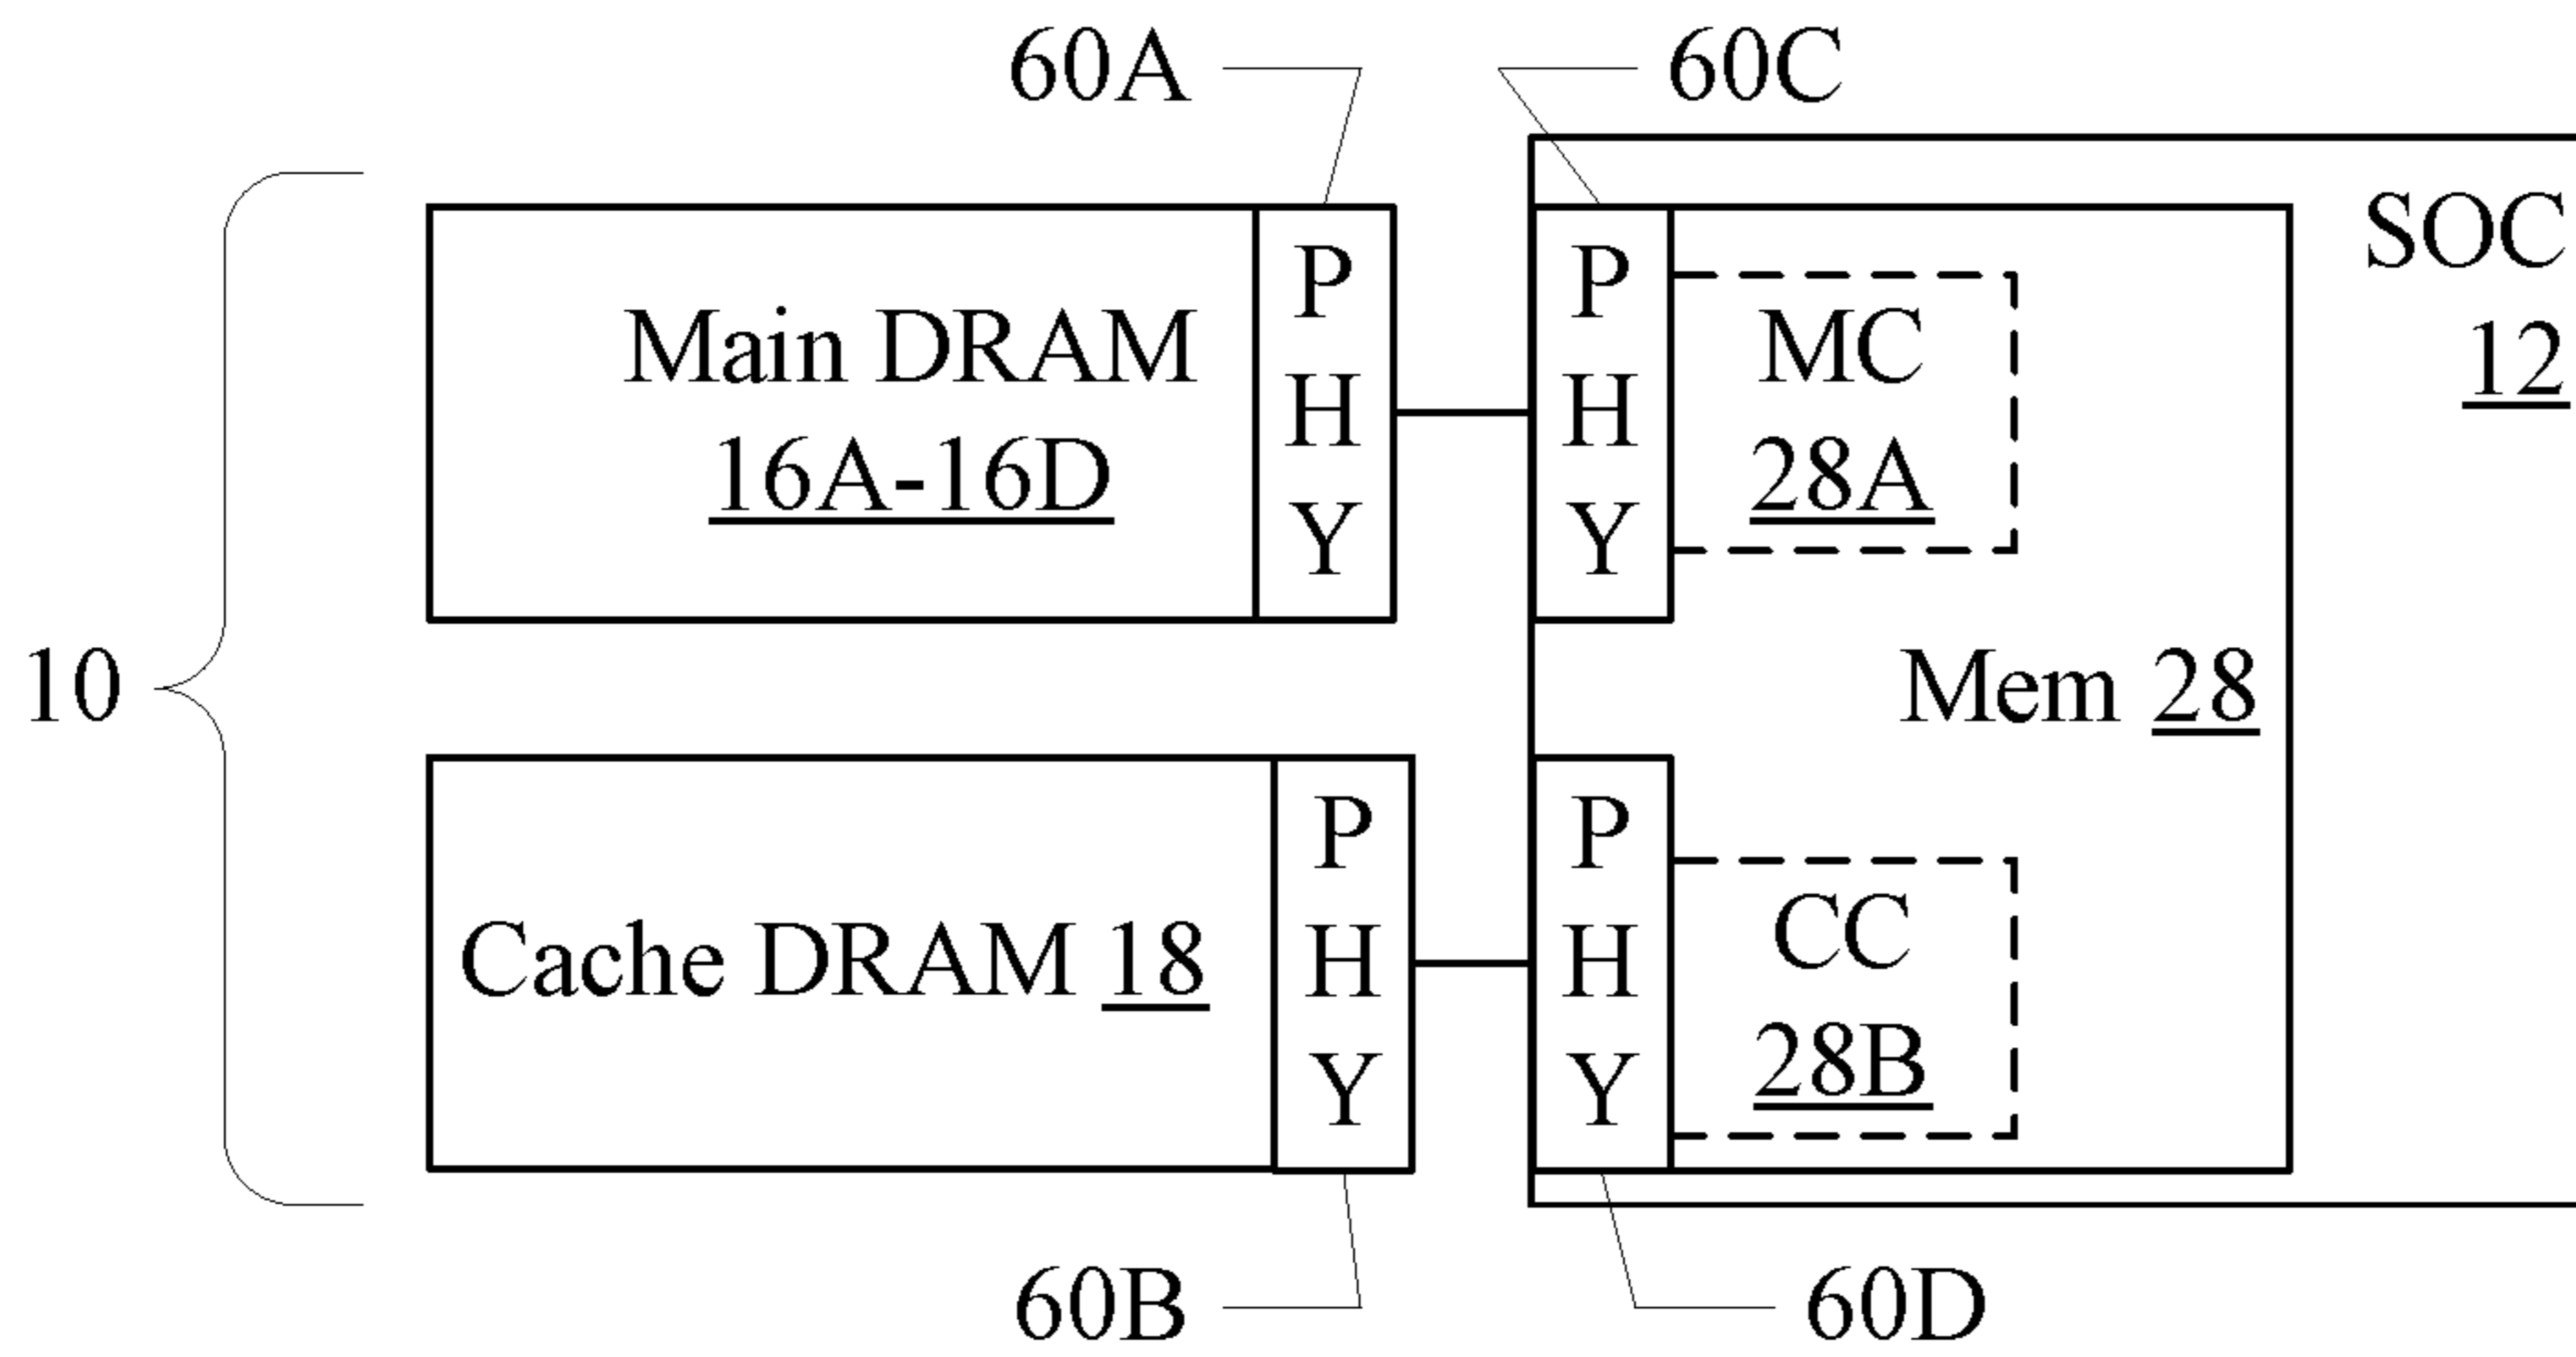 60A
60C
SOC
12
Main DRAM
16A-16D
P
H
Y
P
H
Y
MC
28A
10
Mem 28
Cache DRAM 18
P
H
Y
P
H
Y
CC
28B
60B
60D